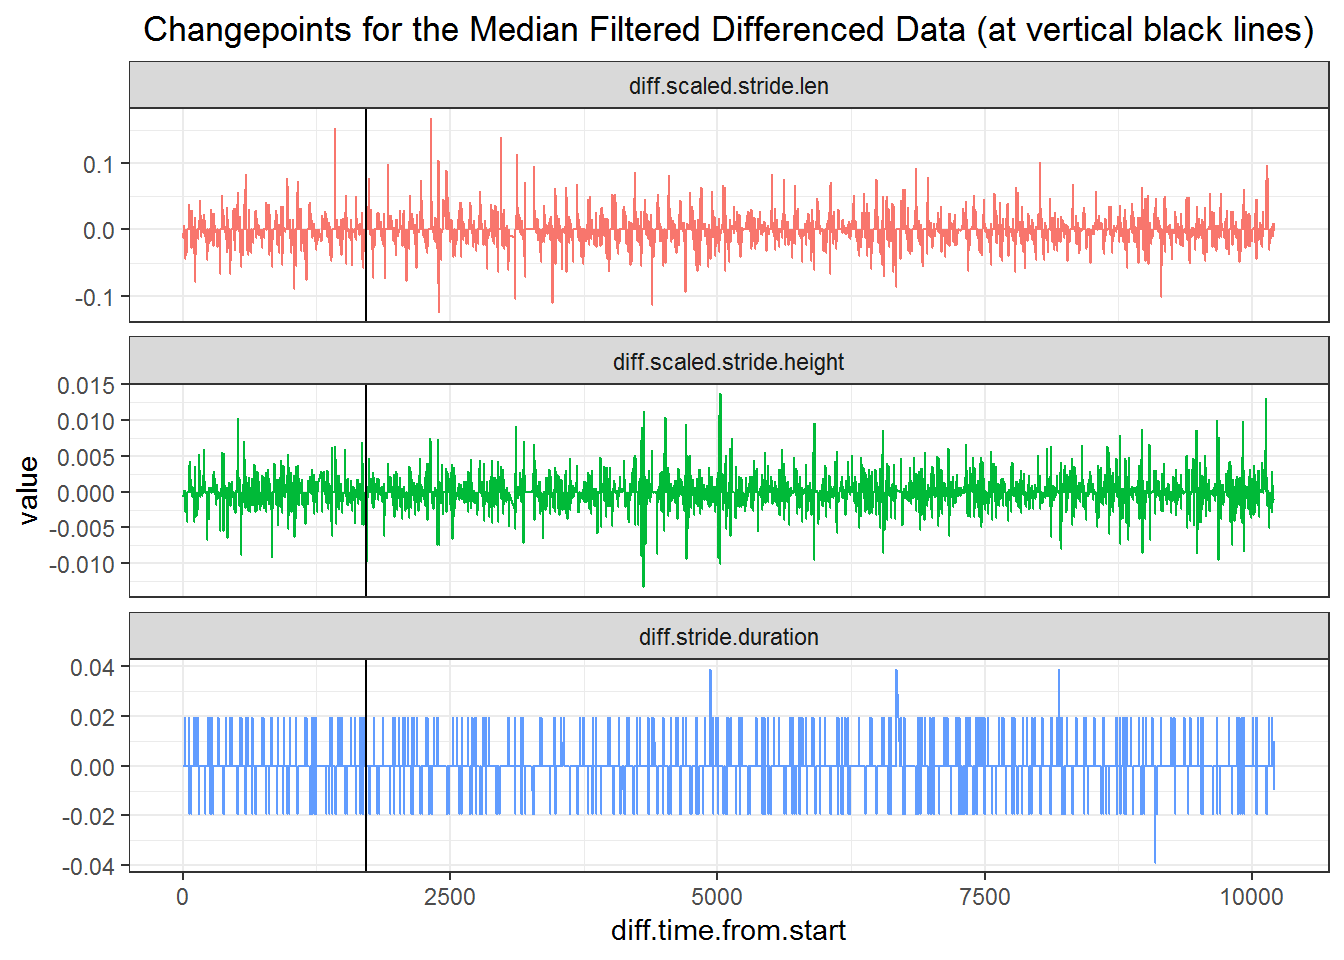 Changepoints for the Median Filtered Differenced Data (at vertical black lines)
diff.scaled.stride.len
0.1
0.0
-0.1
diff.scaled.stride.height
0.015
0.010
0.005
0.000
-0.005
-0.010
value
diff.stride.duration
0.04
0.02
0.00
-0.02
-0.04
0 2500 5000 7500 10000
diff.time.from.start